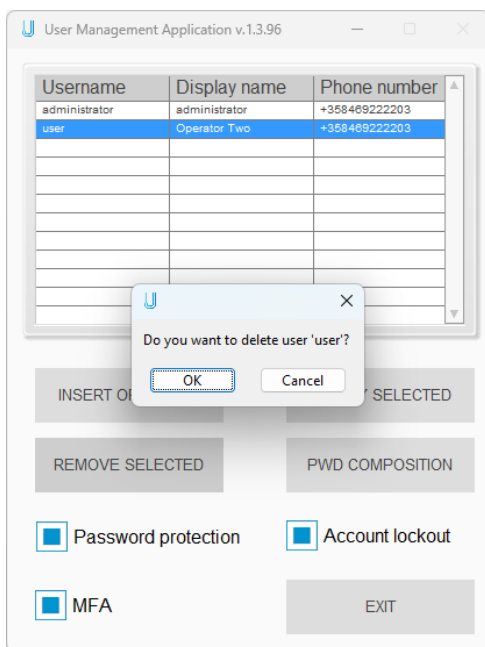 User Management Application v.1.3.96
Username Display name Phone number
administrator administrator +358469222203
user Operator Two +358469222203
Do you want to delete user 'user'?
OK Cancel
INSERT O
Y SELECTED
REMOVE SELECTED PWD COMPOSITION
Password protection Account lockout
MFA EXIT